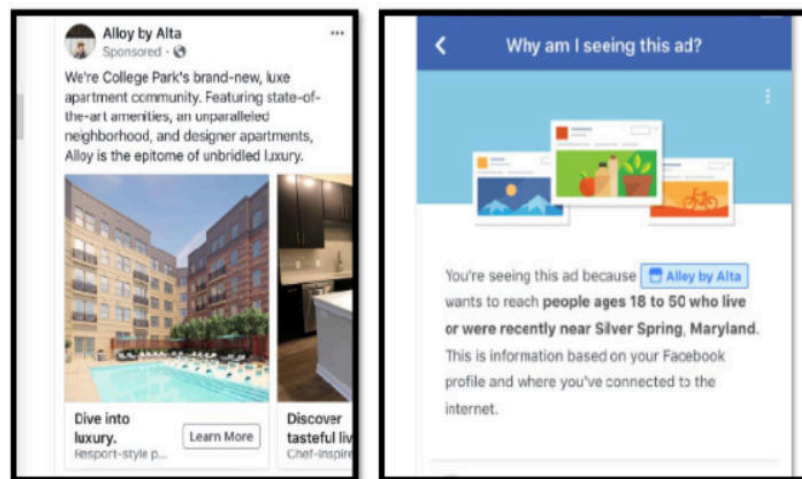 Alloy by Alta
Sponsored ·
We're College Park's brand-new, luxe
apartment community. Featuring state-of-
the-art amenities, an unparalleled
neighborhood, and designer apartments,
Alloy is the epitome of unbridled luxury.
Dive into
luxury.
Resport-style p...
Learn More
Discover
tasteful liv
Chef-inspire
Why am I seeing this ad?
You're seeing this ad because Alloy by Alta
wants to reach people ages 18 to 50 who live
or were recently near Silver Spring, Maryland.
This is information based on your Facebook
profile and where you've connected to the
internet.